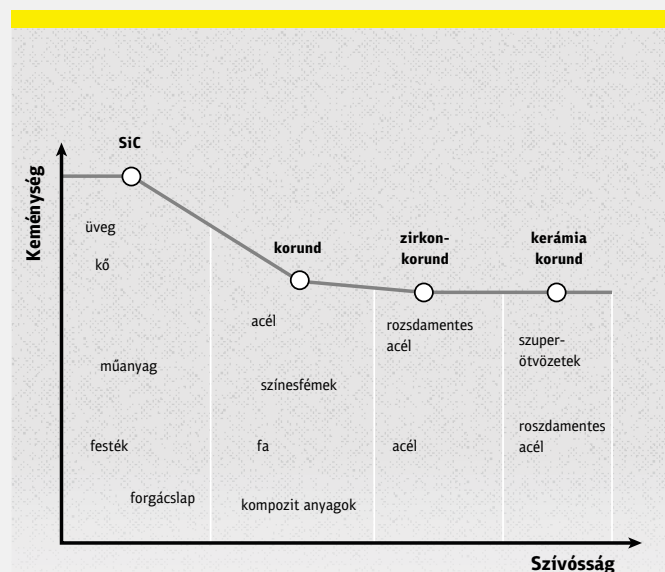 Keménység
SiC
üveg
kő
műanyag
festék
forgácslap
korund
acél
színesfémek
fa
kompozit anyagok
zirkon-
korund
rozsdamentes
acél
acél
kerámia
korund
szuper-
ötvözetek
roszdamentes
acél
Szívósság